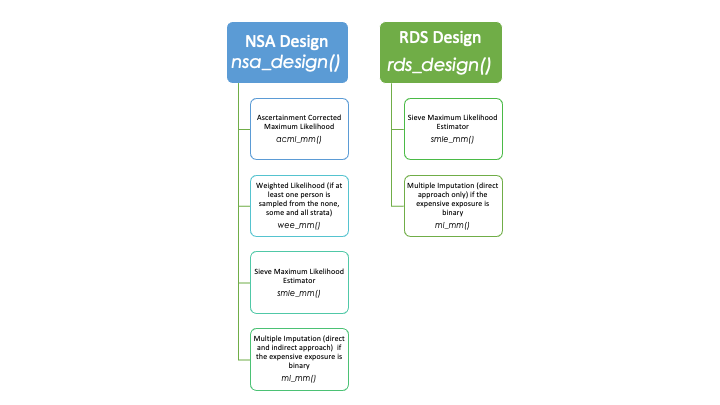 NSA Design
nsa_design()
Ascertainment Corrected
Maximum Likelihood
acml_mm()
Weighted Likelihood (if at
least one person is
sampled from the none,
some and all strata)
wee_mm()
Sieve Maximum Likelihood
Estimator
smle_mm()
Multiple Imputation (direct
and indirect approach) if
the expensive exposure is
binary
mi_mm()
RDS Design
rds_design()
Sieve Maximum Likelihood
Estimator
smle_mm()
Multiple Imputation (direct
approach only) if the
expensive exposure is
binary
mi_mm()